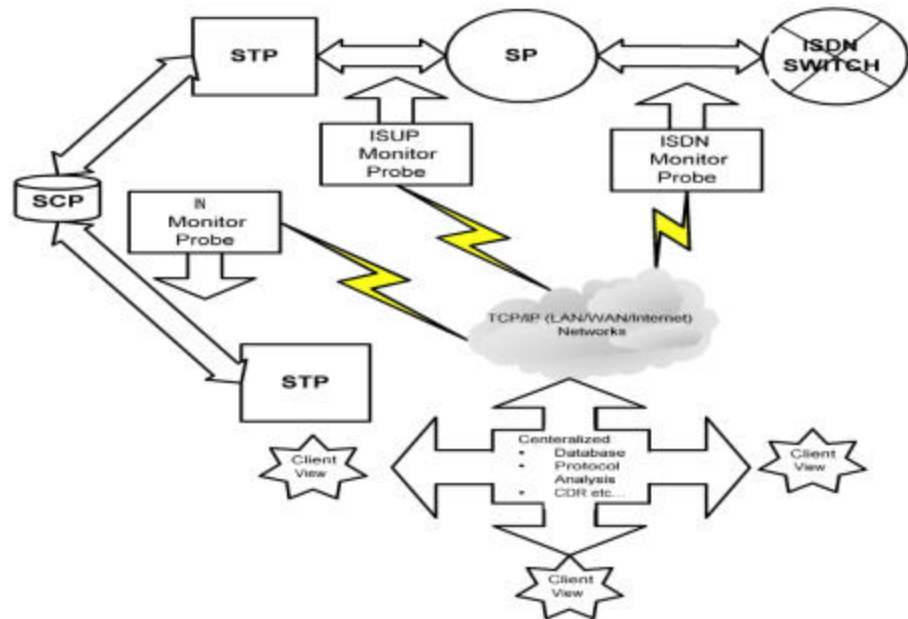 STP
SP
ISDN
SWITCH
ISUP
Monitor
Probe
ISDN
Monitor
Probe
SCP
IN
Monitor
Probe
TCP/IP (LAN/WAN/Internet)
Networks
STP
Centeralized
• Database
• Protocol
Analysis
• CDR etc...
Client
View
Client
View
Client
View